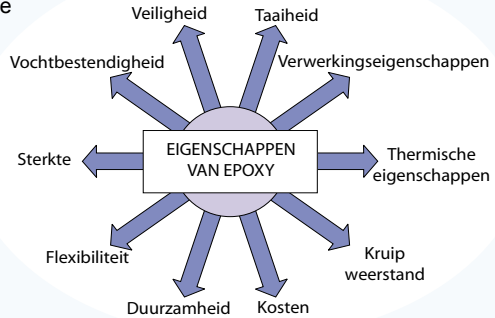 e
Veiligheid
Taaiheid
Vochtbestendigheid
Verwerkingseigenschappen
Sterkte
EIGENSCHAPPEN
VAN EPOXY
Thermische
eigenschappen
Flexibiliteit
Kruip
weerstand
Duurzamheid
Kosten